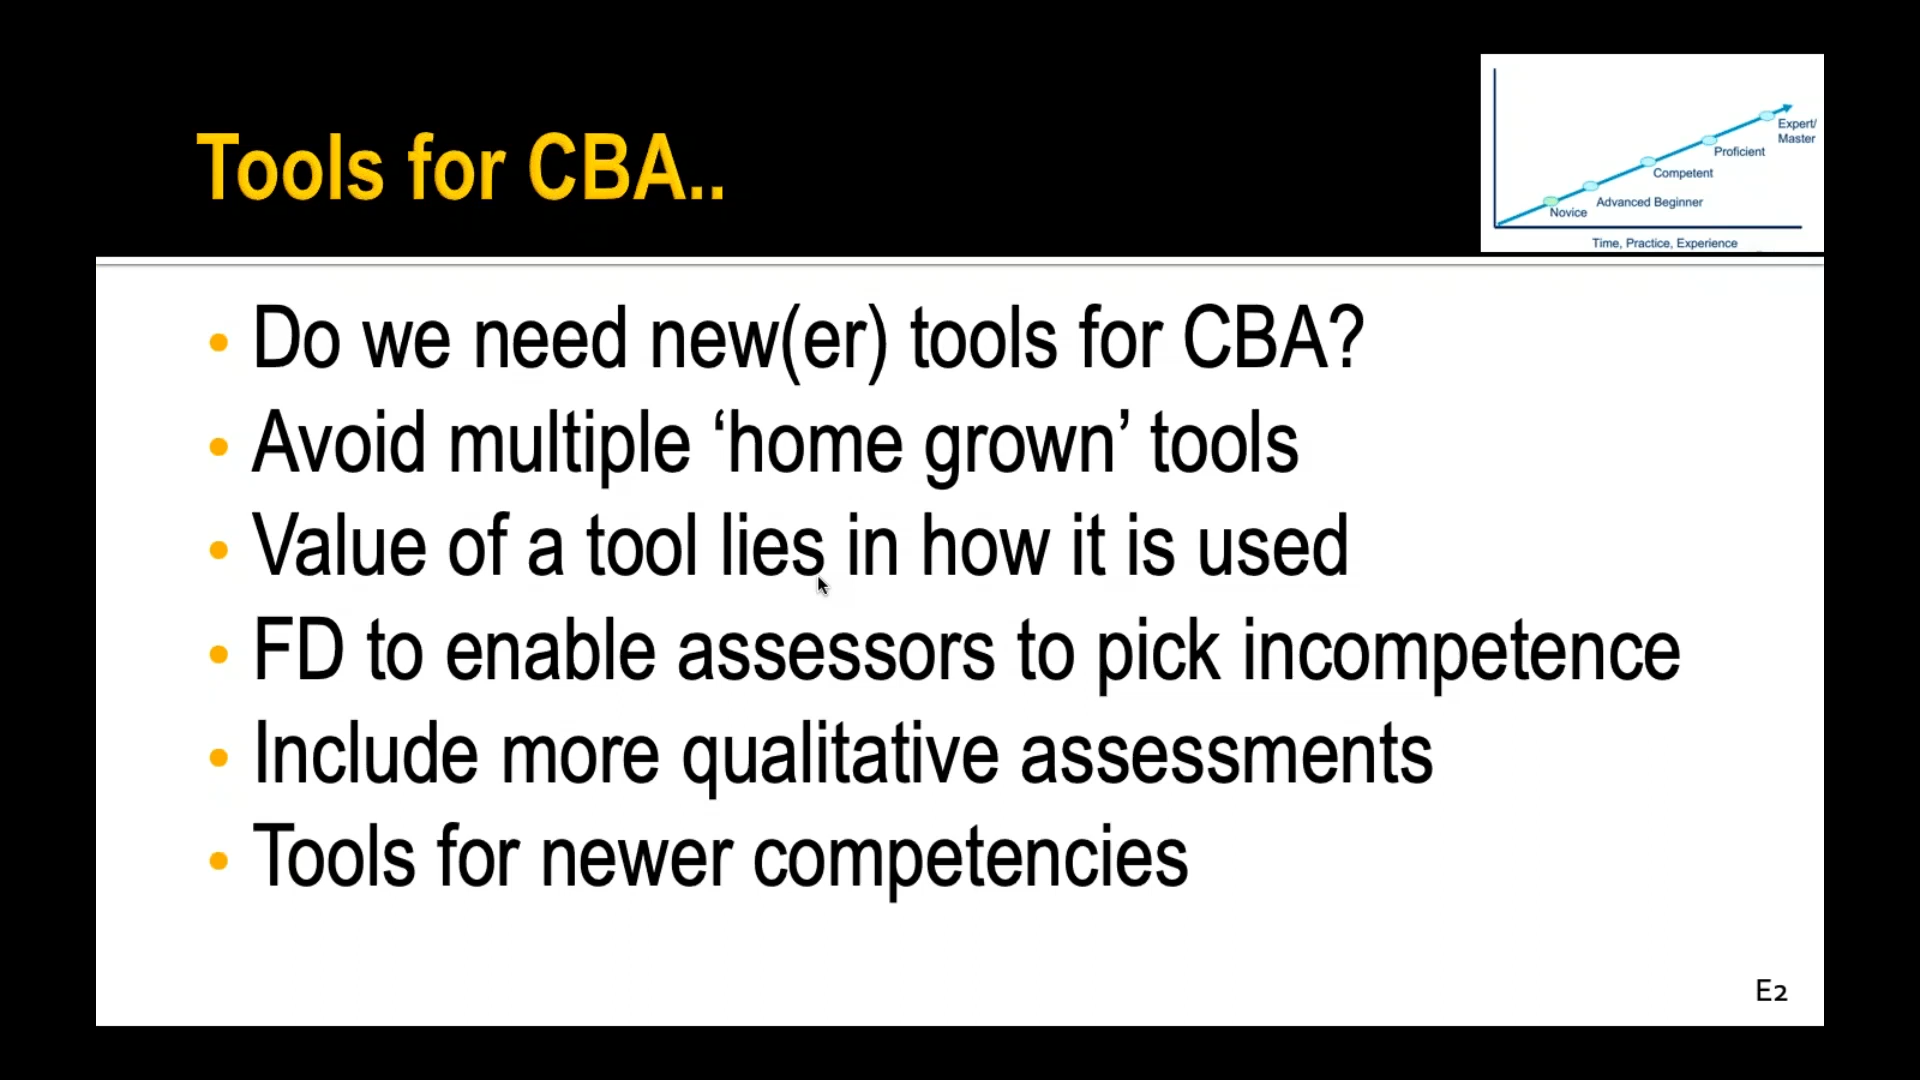 Tools for CBA..
Expert/
Master
Proficient
Competent
Advanced Beginner
Novice
Time, Practice, Experience
• Do we need new(er) tools for CBA?
• Avoid multiple ‘home grown’ tools
• Value of a tool lies in how it is used
• FD to enable assessors to pick incompetence
• Include more qualitative assessments
• Tools for newer competencies
E2